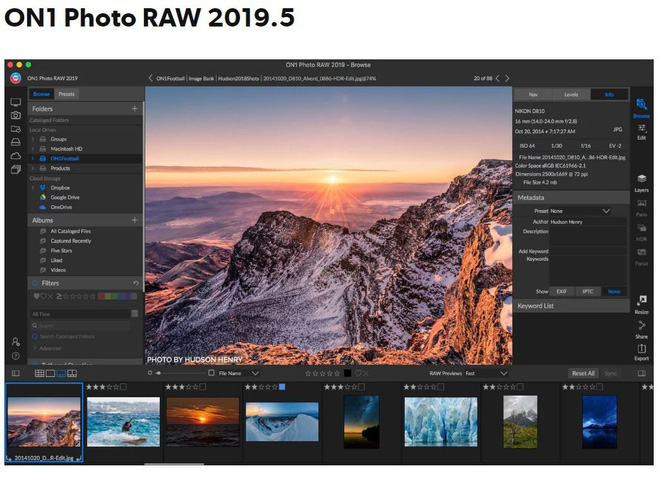 ON1 Photo RAW 2019.5
ON1 Photo RAW 2019 - Browse
ON1 Photo RAW 2019
ON1Football | Image Bank | Hudson2018Shots | 20141020_D810_Alvord_0886-HDR-Edit.jpg@74%
20 of 88
Browse Presets
Folders
Cataloged Folders
Local Drives
Groups
Macintosh HD
ON1Football
Products
Cloud Storage
Dropbox
Google Drive
OneDrive
Albums
All Cataloged Files
Captured Recently
Five Stars
Liked
Videos
Filters
All Time
Search
Search Cataloged Folders
Advanced
PHOTO BY HUDSON HENRY
Nav Levels Info
NIKON D810
16 mm (14.0-24.0 mm f/2.8)
Oct 20, 2014 • 7:17:27 AM JPG
ISO 64 1/30 f/16 EV -2
File Name 20141020_D810_A...86-HDR-Edit.jpg
Color Space sRGB IEC61966-2.1
Dimensions 2500x1669 @ 72 ppi
File Size 4.2 mb
Metadata
Preset None
Author Hudson Henry
Description
Add Keyword
Keywords
Show EXIF IPTC None
Keyword List
Browse
Edit
Layers
Pano
HDR
Focus
Resize
Share
Export
File Name
RAW Previews: Fast
Reset All Sync
20141020_D...R-Edit.jpg